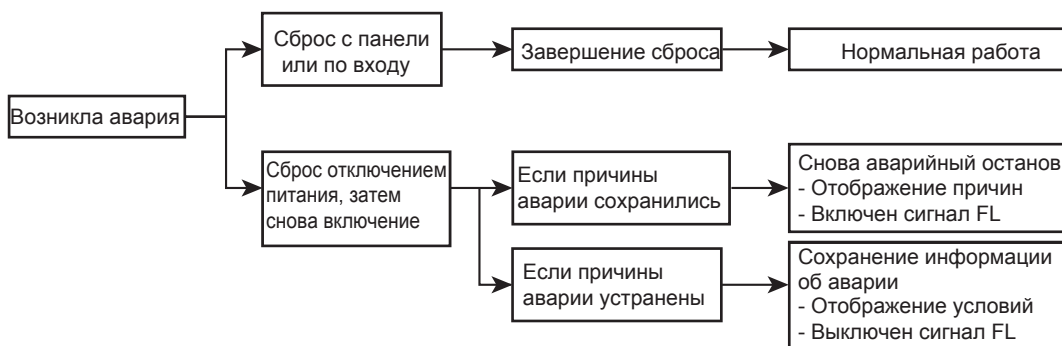 Возникла авария
Сброс с панели
или по входу
Завершение сброса
Нормальная работа
Сброс отключением
питания, затем
снова включение
Если причины
аварии сохранились
Снова аварийный останов
- Отображение причин
- Включен сигнал FL
Если причины
аварии устранены
Сохранение информации
об аварии
- Отображение условий
- Выключен сигнал FL